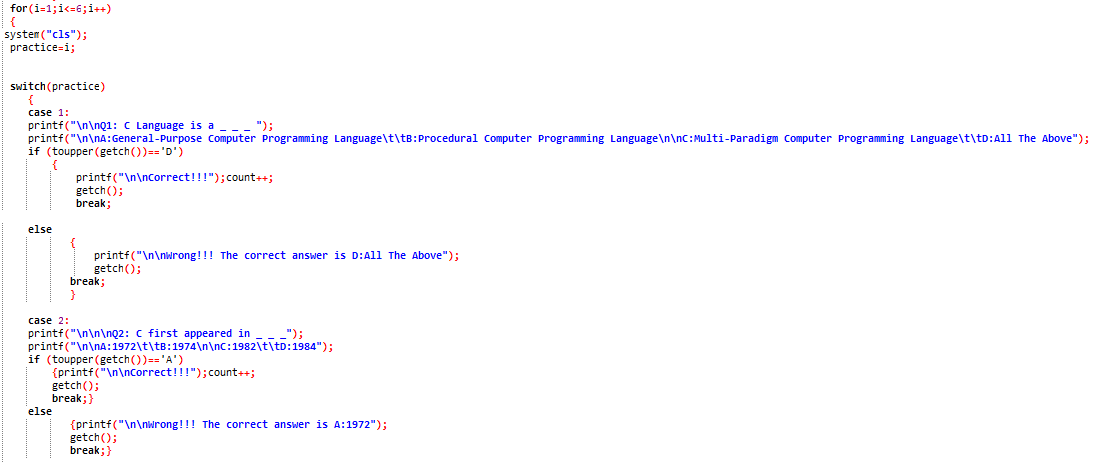 for(i=1;i<=6;i++)
{
system("cls");
practice=i;
switch(practice)
{
case 1:
printf("\n\nQ1: C Language is a _ _ _ ");
printf("\n\nA:General-Purpose Computer Programming Language\t\tB:Procedural Computer Programming Language\n\nC:Multi-Paradigm Computer Programming Language\t\tD:All The Above");
if (toupper(getch())=='D')
{
printf("\n\nCorrect!!!");count++;
getch();
break;
else
{
printf("\n\nWrong!!! The correct answer is D:All The Above");
getch();
break;
}
case 2:
printf("\n\n\nQ2: C first appeared in _ _ _");
printf("\n\nA:1972\t\tB:1974\n\nC:1982\t\tD:1984");
if (toupper(getch())=='A')
{printf("\n\nCorrect!!!");count++;
getch();
break;}
else
{printf("\n\nWrong!!! The correct answer is A:1972");
getch();
break;}